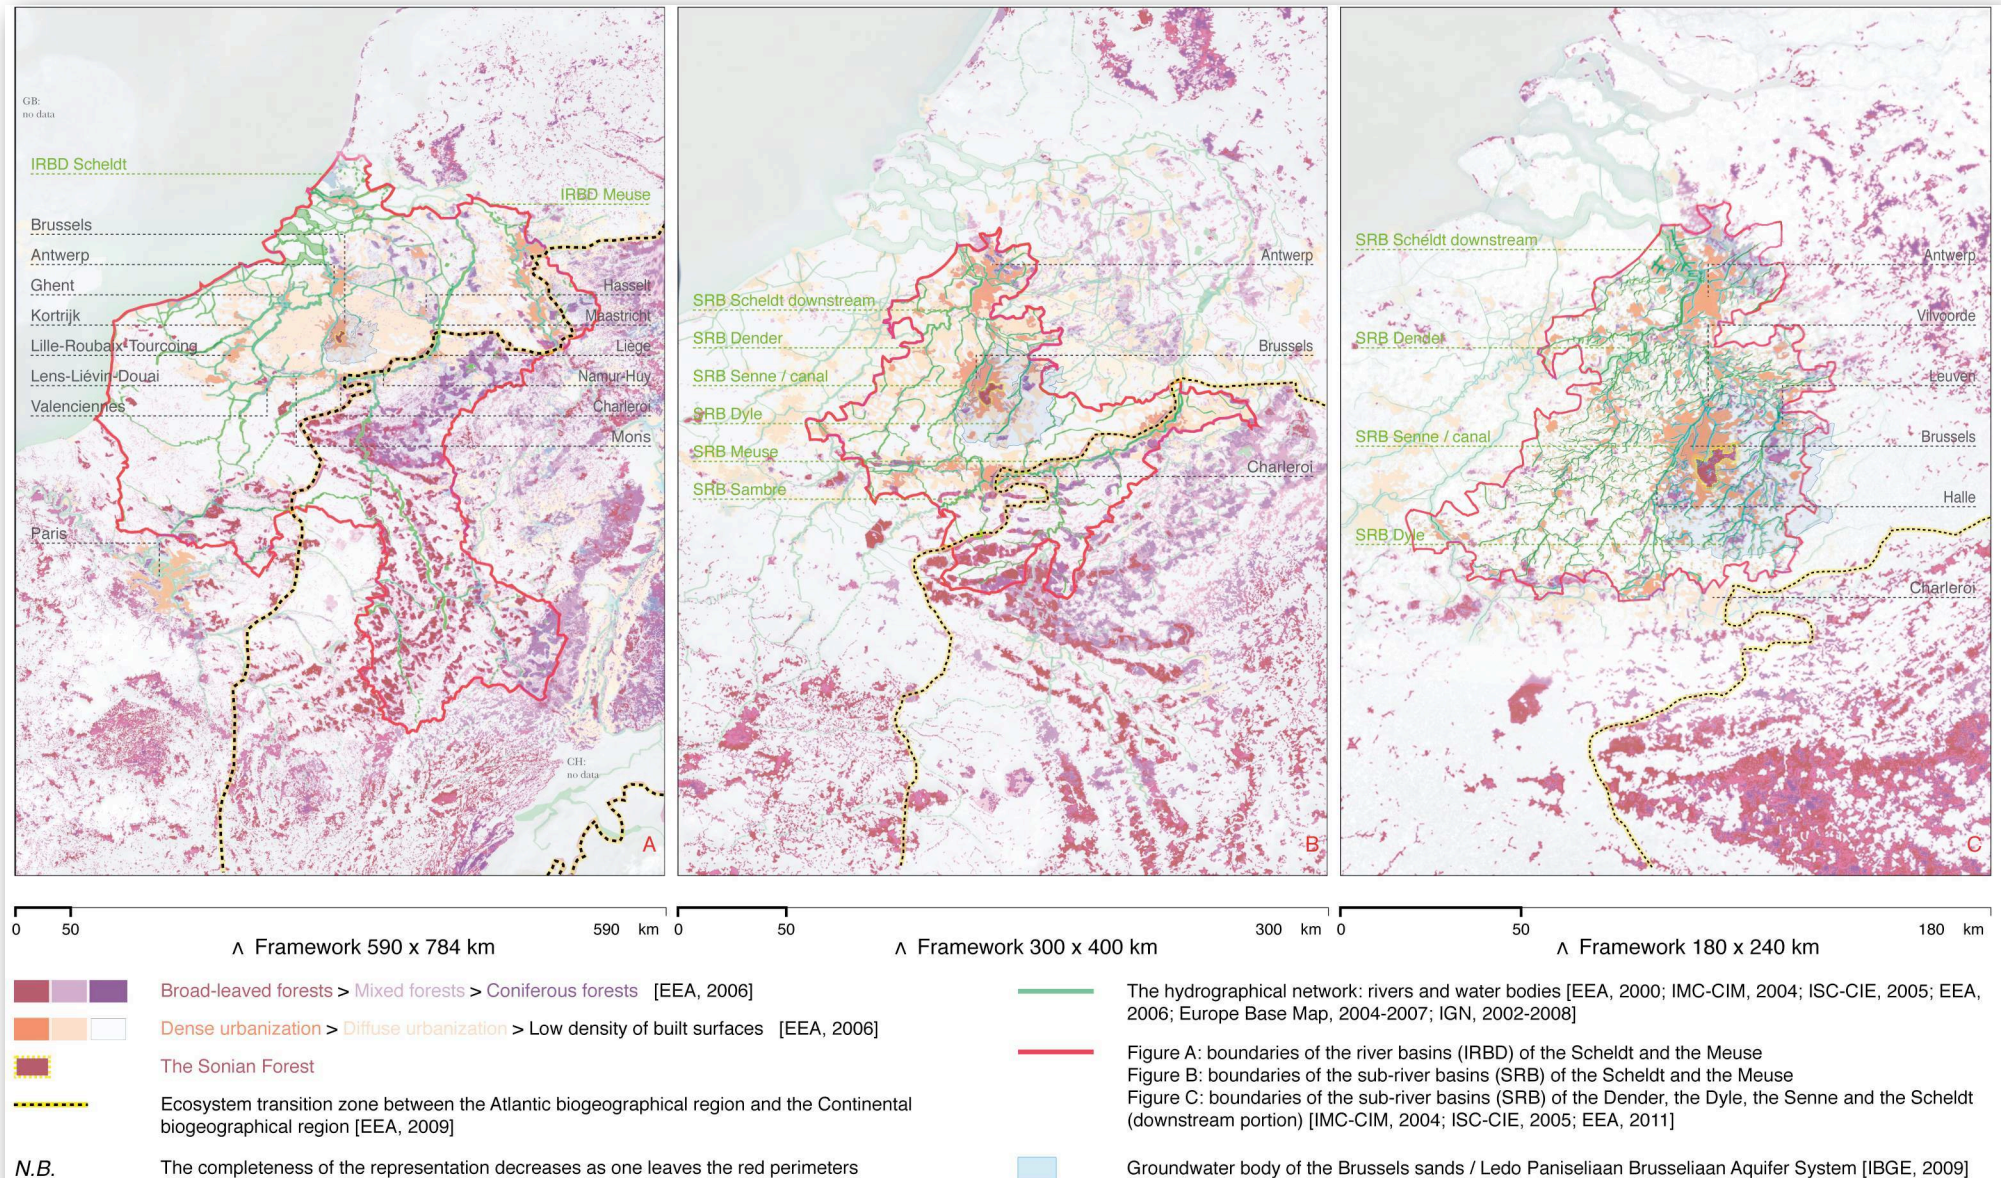 GB:
no data
IRBD Scheldt
IRBD Meuse
Brussels
Antwerp
Ghent
Kortrijk
Lille-Roubaix-Tourcoing
Lens-Liévin-Douai
Valenciennes
Hasselt
Maastricht
Liège
Namur-Huy
Charleroi
Mons
Paris
CH:
no data
A
SRB Scheldt downstream
SRB Dender
SRB Senne / canal
SRB Dyle
SRB Meuse
SRB Sambre
Antwerp
Brussels
Charleroi
B
SRB Scheldt downstream
SRB Dender
SRB Senne / canal
SRB Dyle
Antwerp
Vilvoorde
Leuven
Brussels
Halle
Charleroi
C
0 50 590 km
ʌ Framework 590 x 784 km
0 50 300 km
ʌ Framework 300 x 400 km
0 50 180 km
ʌ Framework 180 x 240 km
Broad-leaved forests > Mixed forests > Coniferous forests [EEA, 2006]
Dense urbanization > Diffuse urbanization > Low density of built surfaces [EEA, 2006]
The Sonian Forest
Ecosystem transition zone between the Atlantic biogeographical region and the Continental
biogeographical region [EEA, 2009]
N.B. The completeness of the representation decreases as one leaves the red perimeters
The hydrographical network: rivers and water bodies [EEA, 2000; IMC-CIM, 2004; ISC-CIE, 2005; EEA,
2006; Europe Base Map, 2004-2007; IGN, 2002-2008]
Figure A: boundaries of the river basins (IRBD) of the Scheldt and the Meuse
Figure B: boundaries of the sub-river basins (SRB) of the Scheldt and the Meuse
Figure C: boundaries of the sub-river basins (SRB) of the Dender, the Dyle, the Senne and the Scheldt
(downstream portion) [IMC-CIM, 2004; ISC-CIE, 2005; EEA, 2011]
Groundwater body of the Brussels sands / Ledo Paniseliaan Brusseliaan Aquifer System [IBGE, 2009]